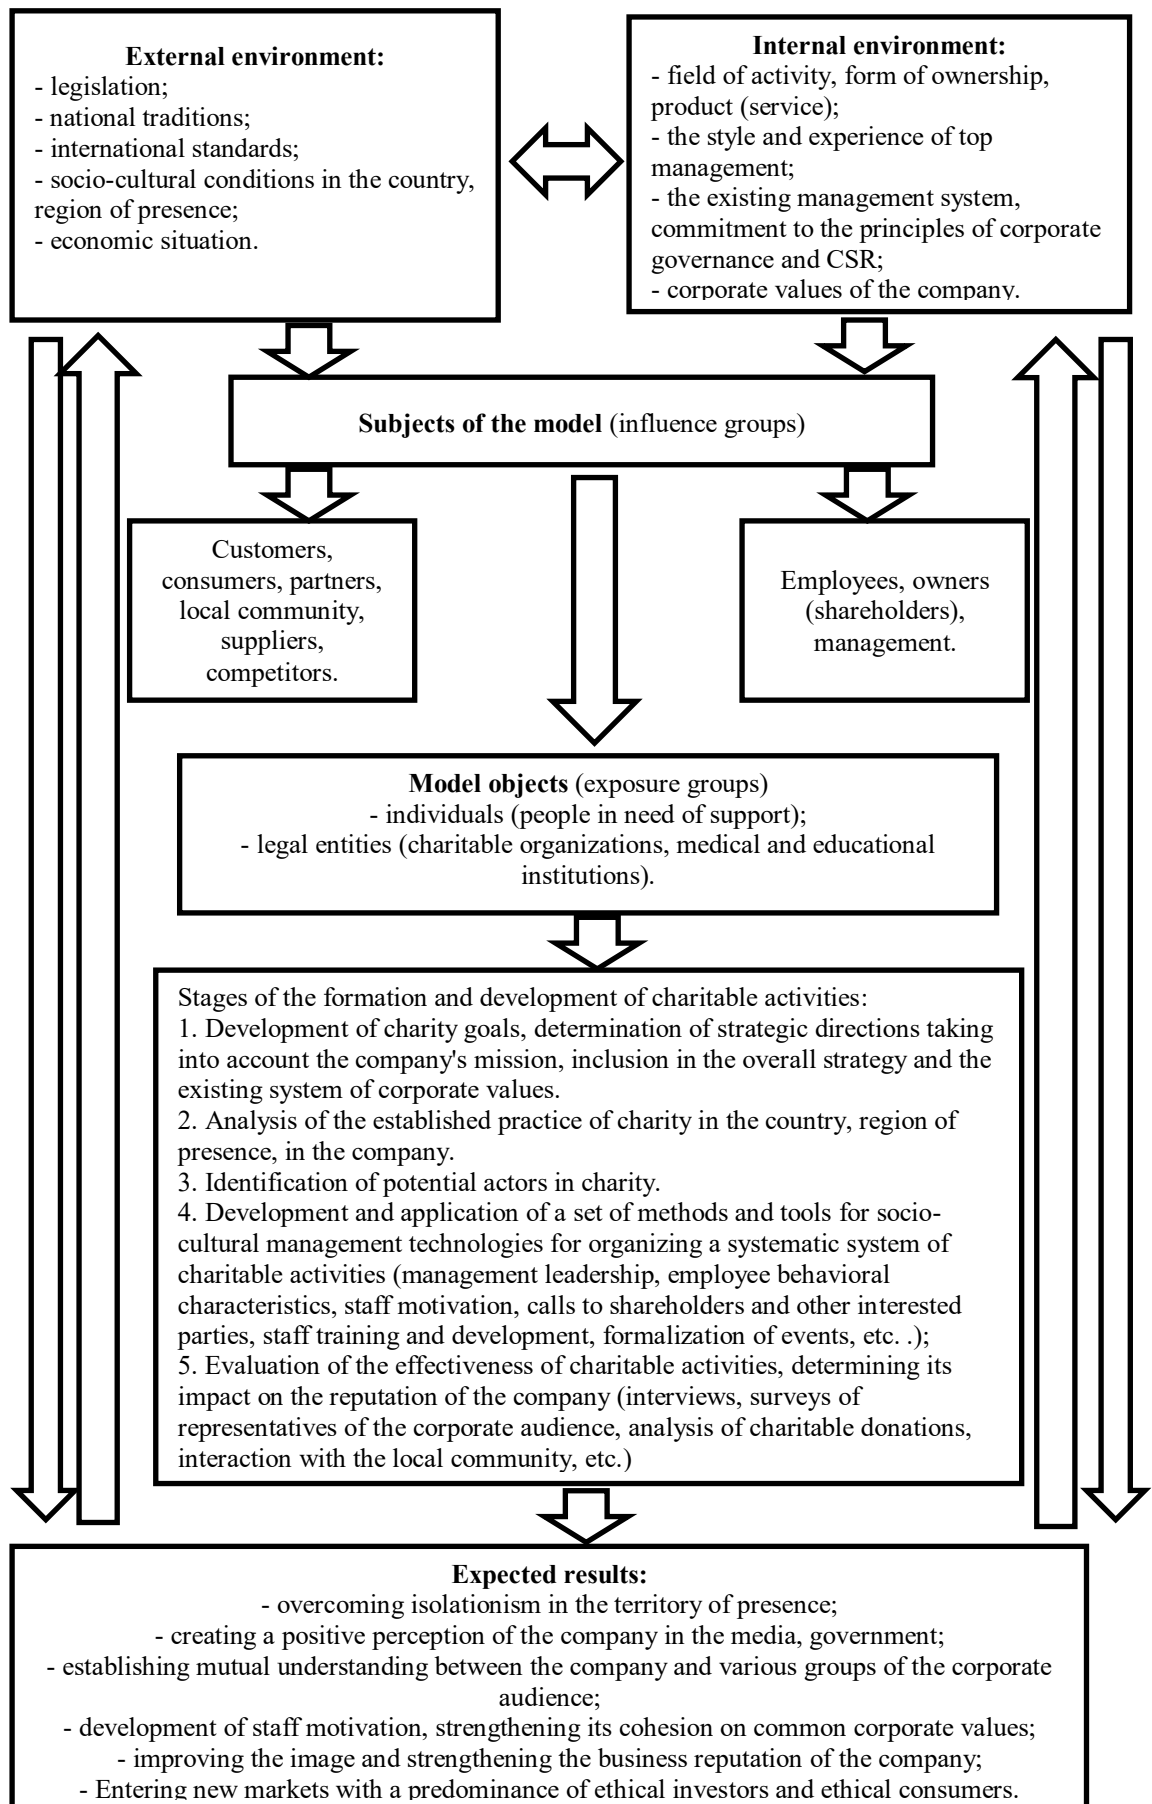 External environment:
- legislation;
- national traditions;
- international standards;
- socio-cultural conditions in the country,
region of presence;
- economic situation.
Internal environment:
- field of activity, form of ownership,
product (service);
- the style and experience of top
management;
- the existing management system,
commitment to the principles of corporate
governance and CSR;
- corporate values of the company.
Subjects of the model (influence groups)
Customers,
consumers, partners,
local community,
suppliers,
competitors.
Employees, owners
(shareholders),
management.
Model objects (exposure groups)
- individuals (people in need of support);
- legal entities (charitable organizations, medical and educational
institutions).
Stages of the formation and development of charitable activities:
1. Development of charity goals, determination of strategic directions taking
into account the company's mission, inclusion in the overall strategy and the
existing system of corporate values.
2. Analysis of the established practice of charity in the country, region of
presence, in the company.
3. Identification of potential actors in charity.
4. Development and application of a set of methods and tools for socio-
cultural management technologies for organizing a systematic system of
charitable activities (management leadership, employee behavioral
characteristics, staff motivation, calls to shareholders and other interested
parties, staff training and development, formalization of events, etc. .);
5. Evaluation of the effectiveness of charitable activities, determining its
impact on the reputation of the company (interviews, surveys of
representatives of the corporate audience, analysis of charitable donations,
interaction with the local community, etc.)
Expected results:
- overcoming isolationism in the territory of presence;
- creating a positive perception of the company in the media, government;
- establishing mutual understanding between the company and various groups of the corporate
audience;
- development of staff motivation, strengthening its cohesion on common corporate values;
- improving the image and strengthening the business reputation of the company;
- Entering new markets with a predominance of ethical investors and ethical consumers.